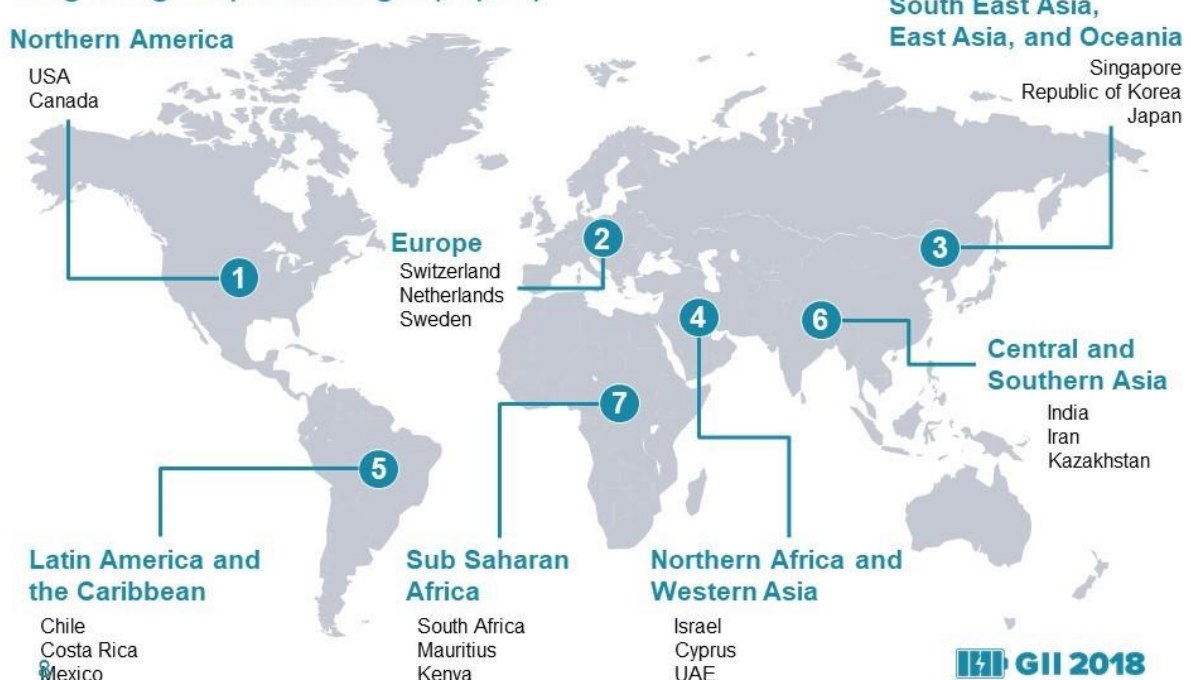 South East Asia,
East Asia, and Oceania
Singapore
Republic of Korea
Japan
Northern America
USA
Canada
1
Europe
Switzerland
Netherlands
Sweden
2
3
4
6
Central and
Southern Asia
India
Iran
Kazakhstan
7
5
Latin America and
the Caribbean
Chile
Costa Rica
Mexico
8
Sub Saharan
Africa
South Africa
Mauritius
Kenya
Northern Africa and
Western Asia
Israel
Cyprus
UAE
GII 2018